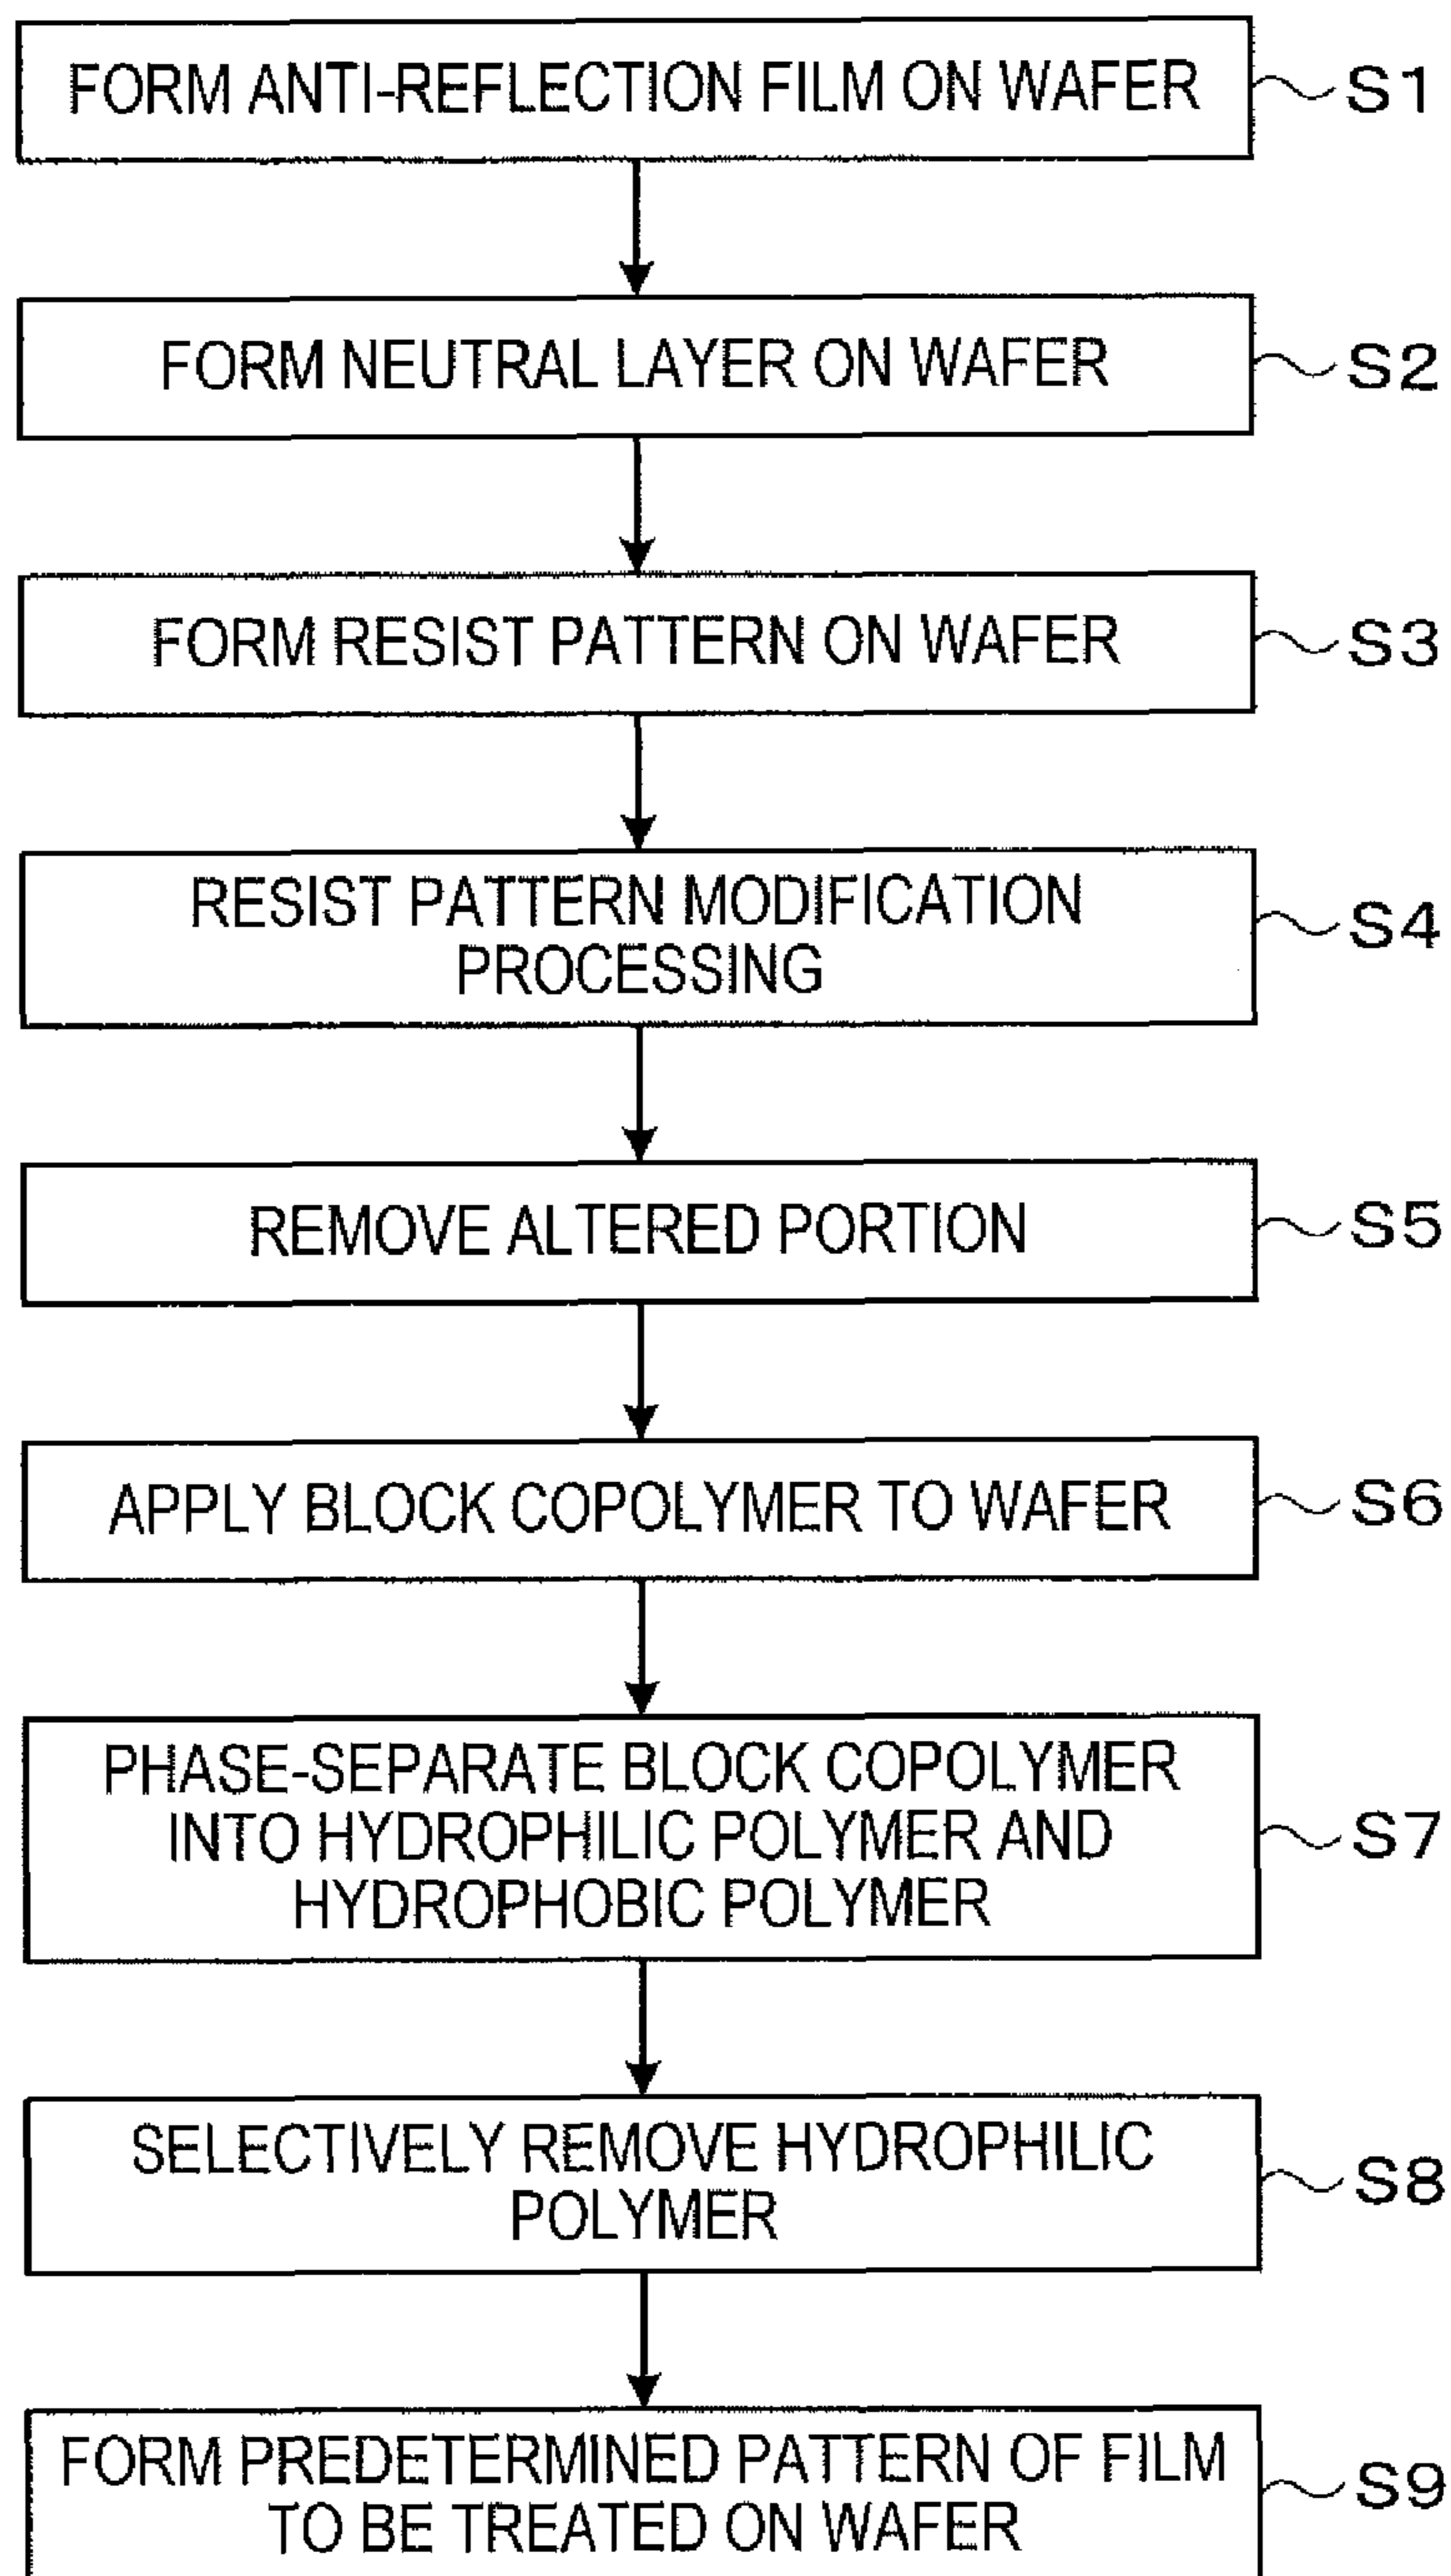 FORM ANTI-REFLECTION FILM ON WAFER S1
FORM NEUTRAL LAYER ON WAFER S2
FORM RESIST PATTERN ON WAFER S3
RESIST PATTERN MODIFICATION
PROCESSING
S4
REMOVE ALTERED PORTION S5
APPLY BLOCK COPOLYMER TO WAFER S6
PHASE-SEPARATE BLOCK COPOLYMER
INTO HYDROPHILIC POLYMER AND
HYDROPHOBIC POLYMER
S7
SELECTIVELY REMOVE HYDROPHILIC
POLYMER
S8
FORM PREDETERMINED PATTERN OF FILM
TO BE TREATED ON WAFER
S9